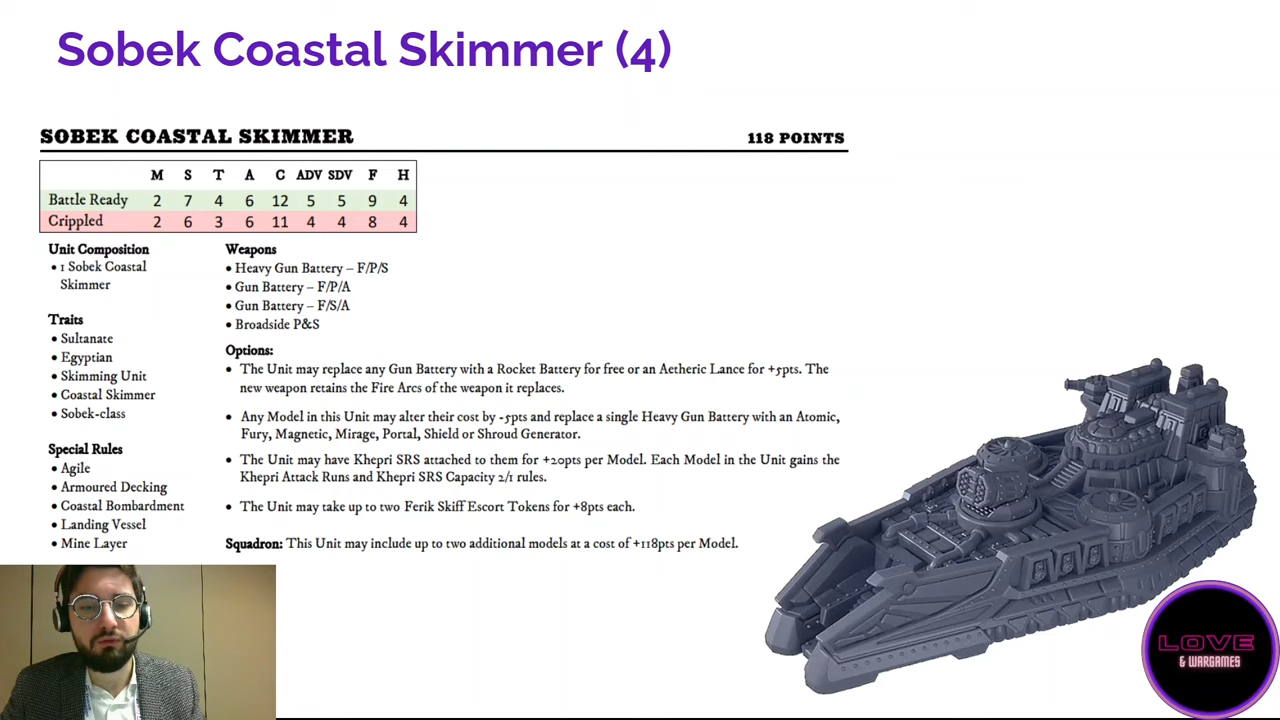 Sobek Coastal Skimmer (4)
SOBEK COASTAL SKIMMER 118 POINTS
M S T A C ADV SDV F H
Battle Ready 2 7 4 6 12 5 5 9 4
Crippled 2 6 3 6 11 4 4 8 4
Unit Composition
• 1 Sobek Coastal
Skimmer
Traits
• Sultanate
• Egyptian
• Skimming Unit
• Coastal Skimmer
• Sobek-class
Special Rules
• Agile
• Armoured Decking
• Coastal Bombardment
• Landing Vessel
• Mine Layer
Weapons
• Heavy Gun Battery – F/P/S
• Gun Battery – F/P/A
• Gun Battery – F/S/A
• Broadside P&S
Options:
• The Unit may replace any Gun Battery with a Rocket Battery for free or an Aetheric Lance for +5pts. The
new weapon retains the Fire Arcs of the weapon it replaces.
• Any Model in this Unit may alter their cost by -5pts and replace a single Heavy Gun Battery with an Atomic,
Fury, Magnetic, Mirage, Portal, Shield or Shroud Generator.
• The Unit may have Khepri SRS attached to them for +20pts per Model. Each Model in the Unit gains the
Khepri Attack Runs and Khepri SRS Capacity 2/1 rules.
• The Unit may take up to two Ferik Skiff Escort Tokens for +8pts each.
Squadron: This Unit may include up to two additional models at a cost of +118pts per Model.
LOVE
& WARGAMES